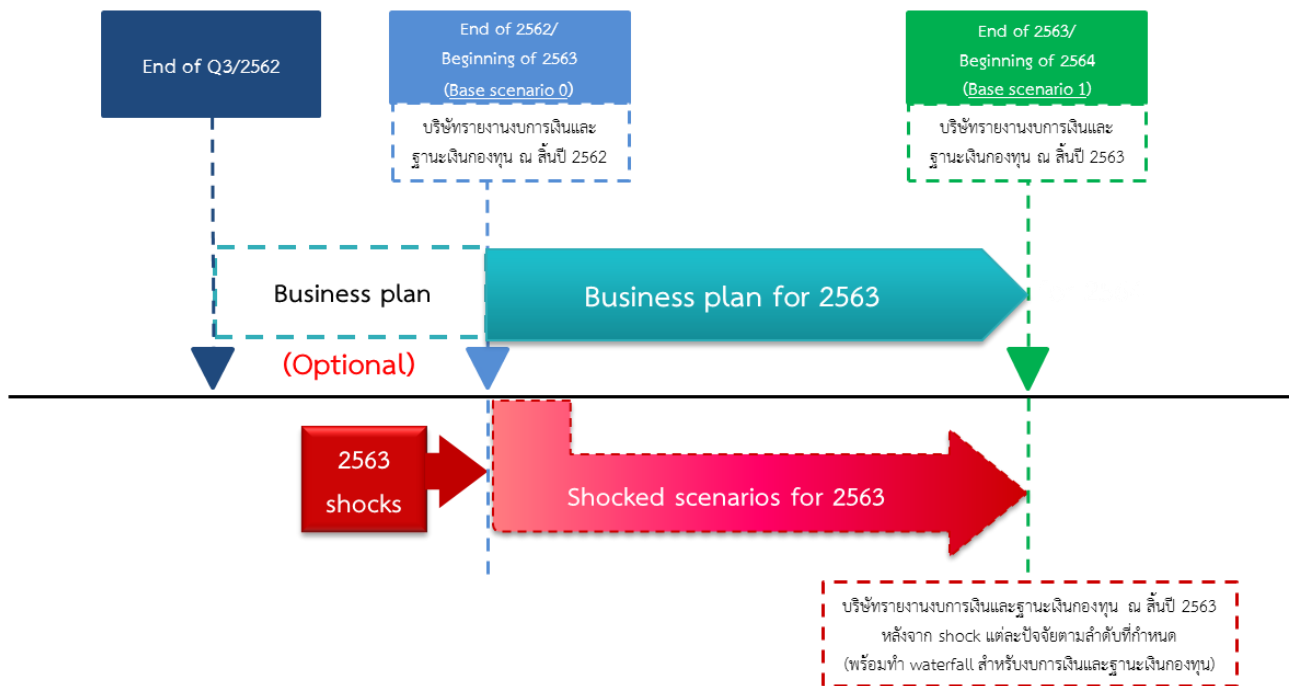 End of Q3/2562
End of 2562/
Beginning of 2563
(Base scenario 0)
บริษัทรายงานงบการเงินและ
ฐานะเงินกองทุน ณ สิ้นปี 2562
End of 2563/
Beginning of 2564
(Base scenario 1)
บริษัทรายงานงบการเงินและ
ฐานะเงินกองทุน ณ สิ้นปี 2563
Business plan
(Optional)
Business plan for 2563
2563
shocks
Shocked scenarios for 2563
บริษัทรายงานงบการเงินและฐานะเงินกองทุน ณ สิ้นปี 2563
หลังจาก shock แต่ละปัจจัยตามลำดับที่กำหนด
(พร้อมทำ waterfall สำหรับงบการเงินและฐานะเงินกองทุน)